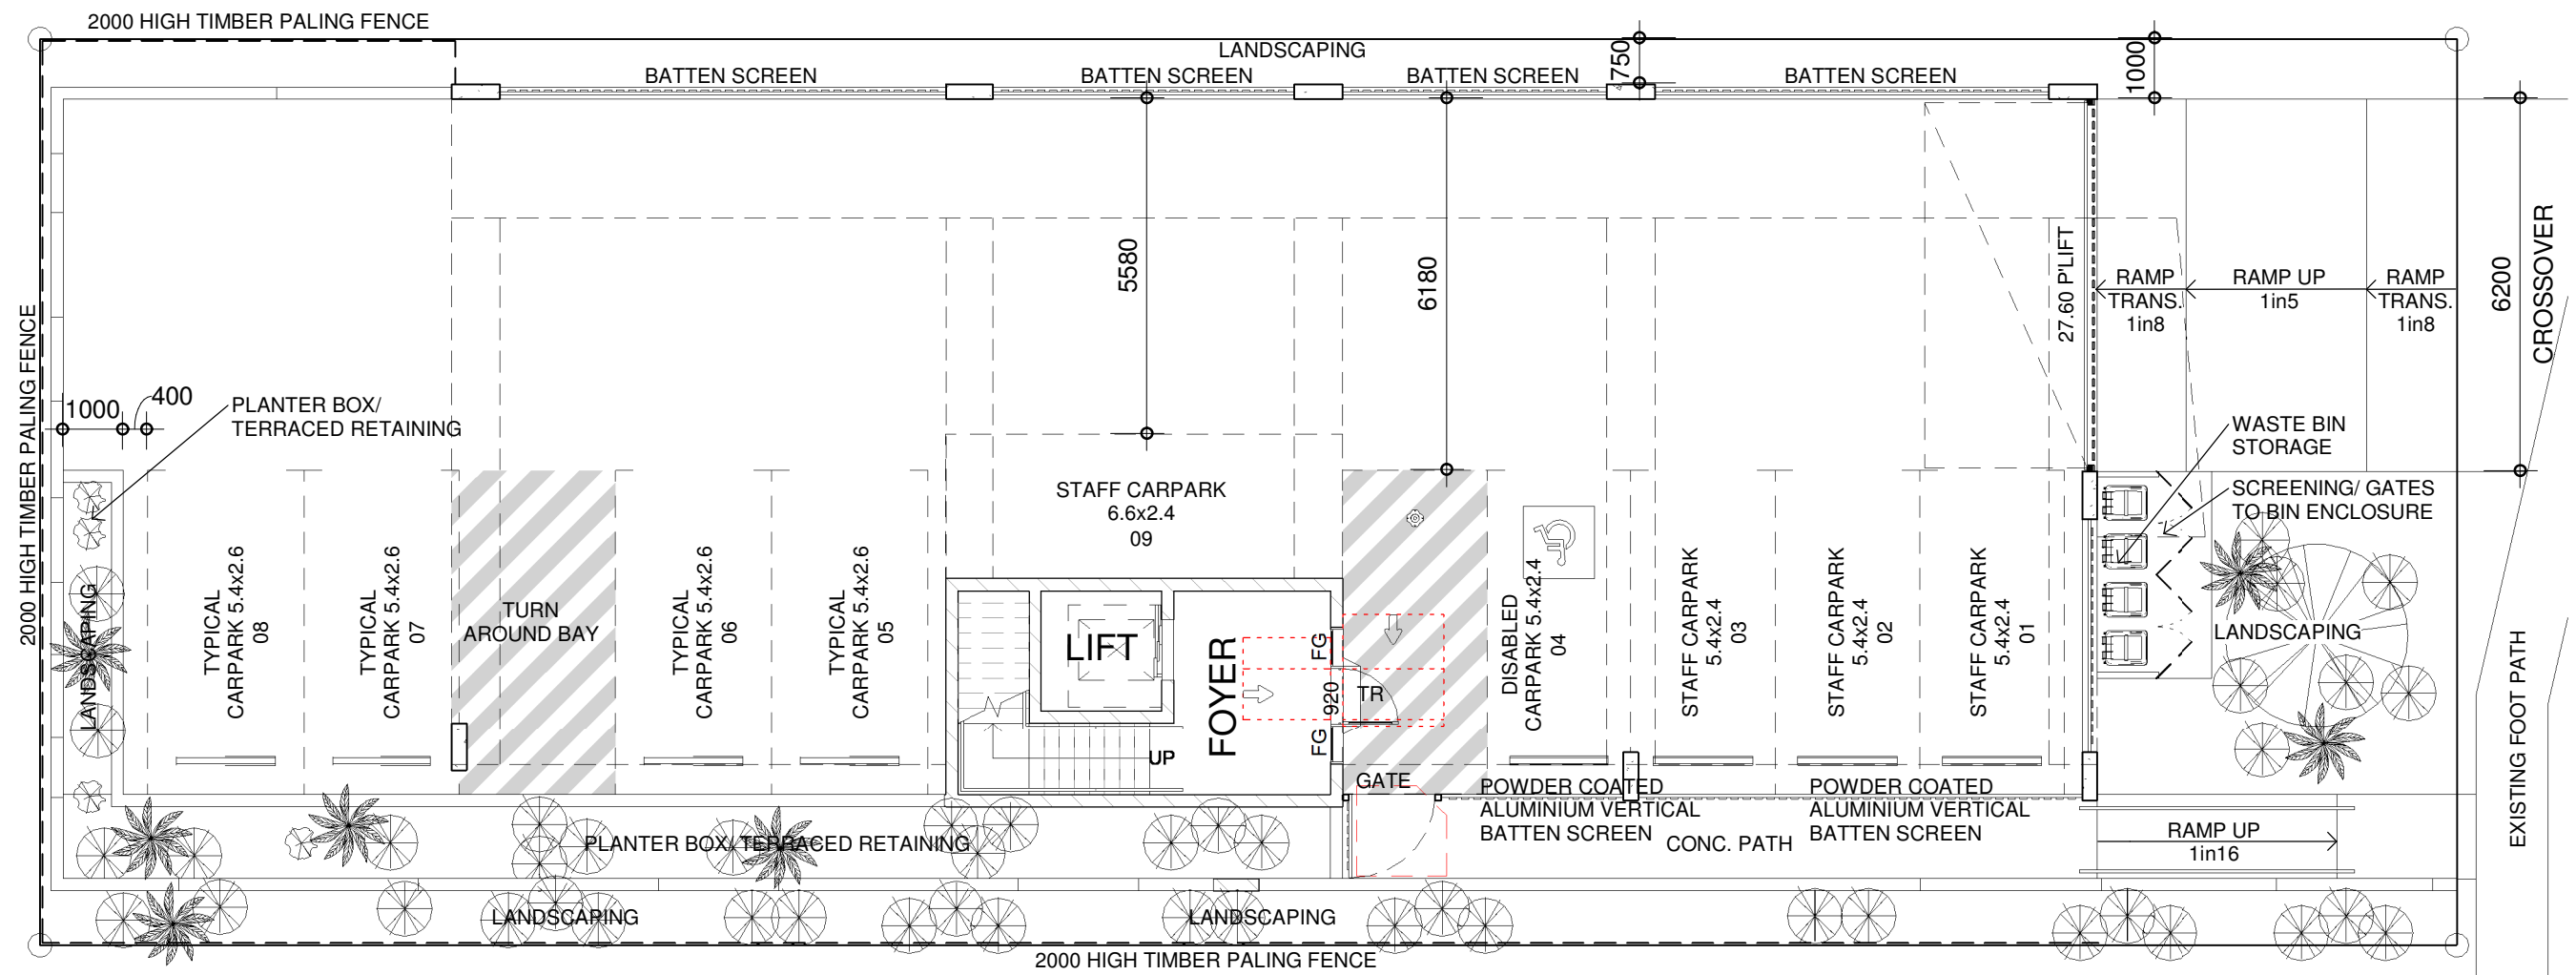 2000 HIGH TIMBER PALING FENCE
LANDSCAPING
BATTEN SCREEN
BATTEN SCREEN
BATTEN SCREEN
BATTEN SCREEN
750
1000
2000 HIGH TIMBER PALING FENCE
1000
400
PLANTER BOX/
TERRACED RETAINING
5580
6180
27.60 P'LIFT
RAMP
TRANS.
1in8
RAMP UP
1in5
RAMP
TRANS.
1in8
6200
CROSSOVER
WASTE BIN
STORAGE
SCREENING/ GATES
TO BIN ENCLOSURE
LANDSCAPING
TYPICAL
CARPARK 5.4x2.6
08
TYPICAL
CARPARK 5.4x2.6
07
TURN
AROUND BAY
TYPICAL
CARPARK 5.4x2.6
06
TYPICAL
CARPARK 5.4x2.6
05
STAFF CARPARK
6.6x2.4
09
LIFT
FOYER
UP
FG
920
FG
TR
GATE
DISABLED
CARPARK 5.4x2.4
04
STAFF CARPARK
5.4x2.4
03
STAFF CARPARK
5.4x2.4
02
STAFF CARPARK
5.4x2.4
01
LANDSCAPING
EXISTING FOOT PATH
POWDER COATED
ALUMINIUM VERTICAL
BATTEN SCREEN
POWDER COATED
ALUMINIUM VERTICAL
BATTEN SCREEN
CONC. PATH
RAMP UP
1in16
PLANTER BOX/ TERRACED RETAINING
LANDSCAPING
LANDSCAPING
2000 HIGH TIMBER PALING FENCE